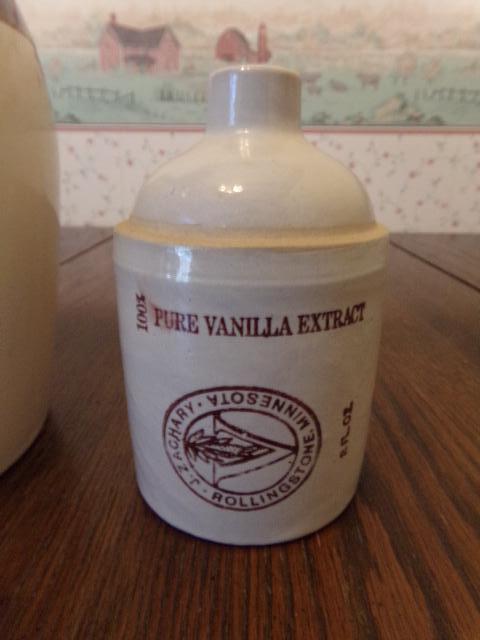 100%
PURE VANILLA EXTRACT
J. ZACHARY · MINNESOTA
· ROLLINGSTONE,
8 FL. OZ.